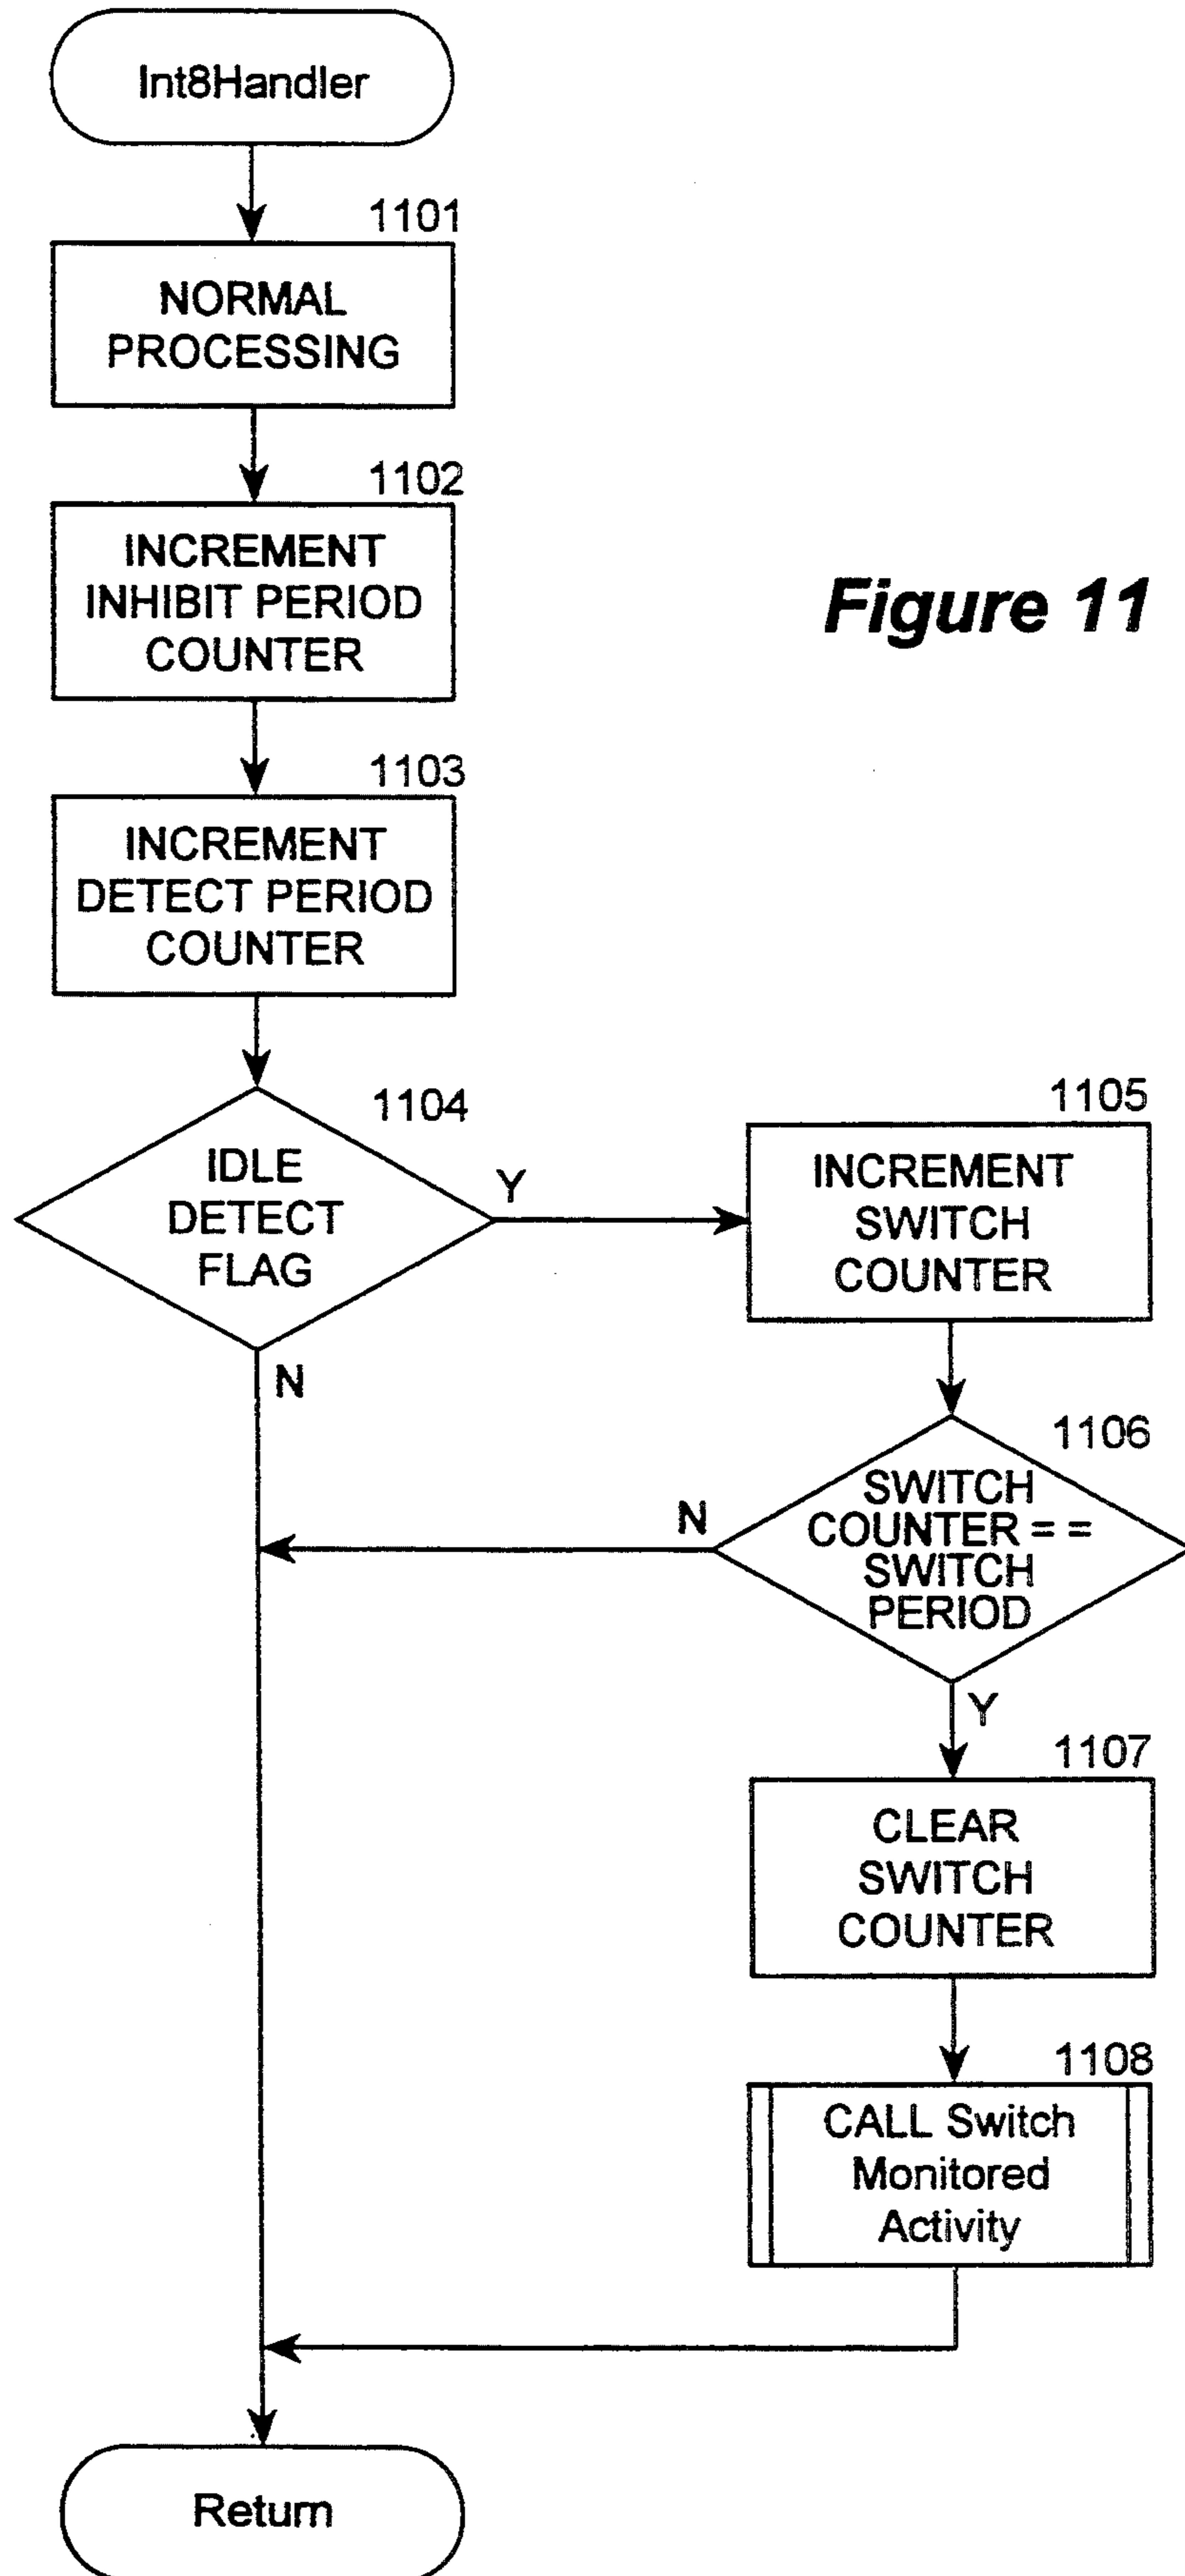 Int8Handler
1101
NORMAL
PROCESSING
1102
INCREMENT
INHIBIT PERIOD
COUNTER
Figure 11
1103
INCREMENT
DETECT PERIOD
COUNTER
1104
IDLE
DETECT
FLAG
Y
N
1105
INCREMENT
SWITCH
COUNTER
1106
SWITCH
COUNTER = =
SWITCH
PERIOD
N
Y
1107
CLEAR
SWITCH
COUNTER
1108
CALL Switch
Monitored
Activity
Return